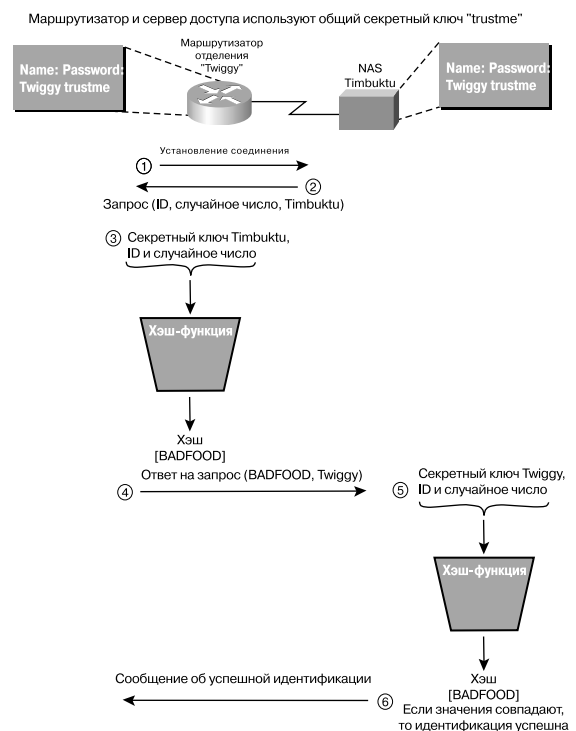 Маршрутизатор и сервер доступа используют общий секретный ключ "trustme"
Маршрутизатор
отделения
"Twiggy"
NAS
Timbuktu
Name: Password:
Twiggy trustme
Name: Password:
Twiggy trustme
1 Установление соединения
2
Запрос (ID, случайное число, Timbuktu)
3 Секретный ключ Timbuktu,
ID и случайное число
Хэш-функция
Хэш
[BADFOOD]
4 Ответ на запрос (BADFOOD, Twiggy)
5 Секретный ключ Twiggy,
ID и случайное число
Хэш-функция
Хэш
[BADFOOD]
Сообщение об успешной идентификации
6 Если значения совпадают,
то идентификация успешна